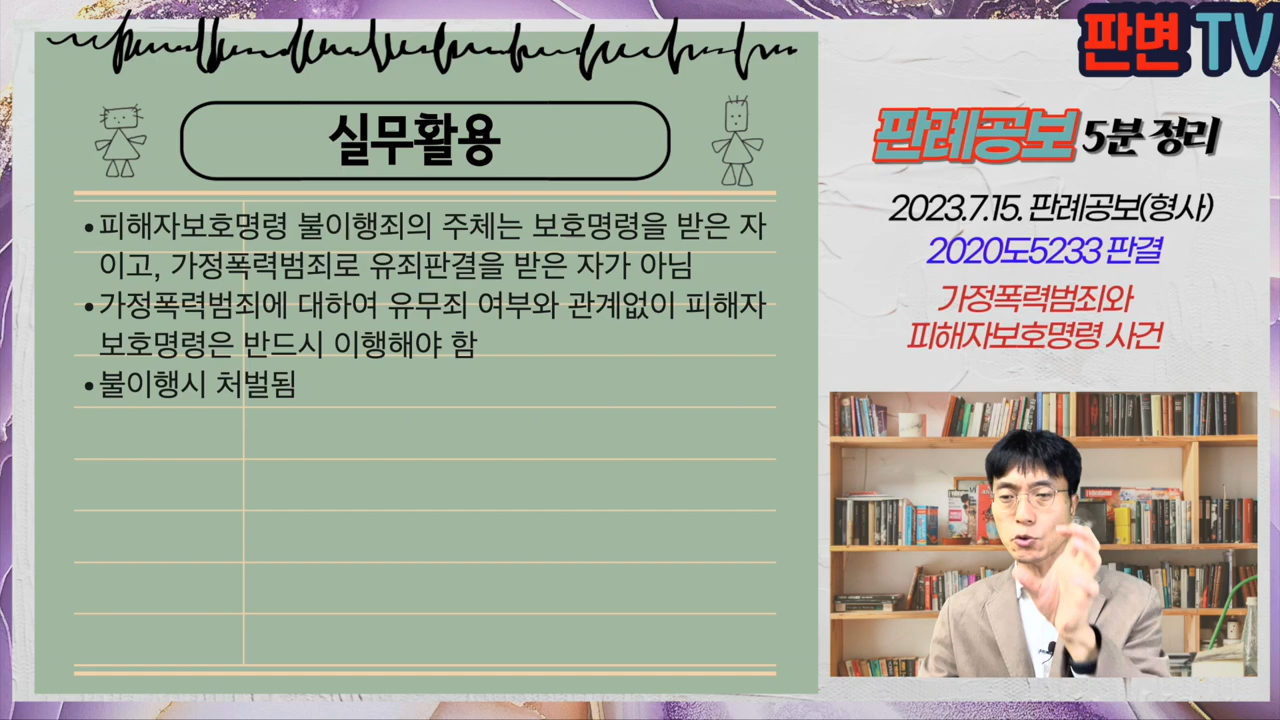 판변 TV
실무활용
•피해자보호명령 불이행죄의 주체는 보호명령을 받은 자
이고, 가정폭력범죄로 유죄판결을 받은 자가 아님
•가정폭력범죄에 대하여 유무죄 여부와 관계없이 피해자
보호명령은 반드시 이행해야 함
•불이행시 처벌됨
판례공보 5분 정리
2023.7.15. 판례공보(형사)
2020도5233 판결
가정폭력범죄와
피해자보호명령 사건